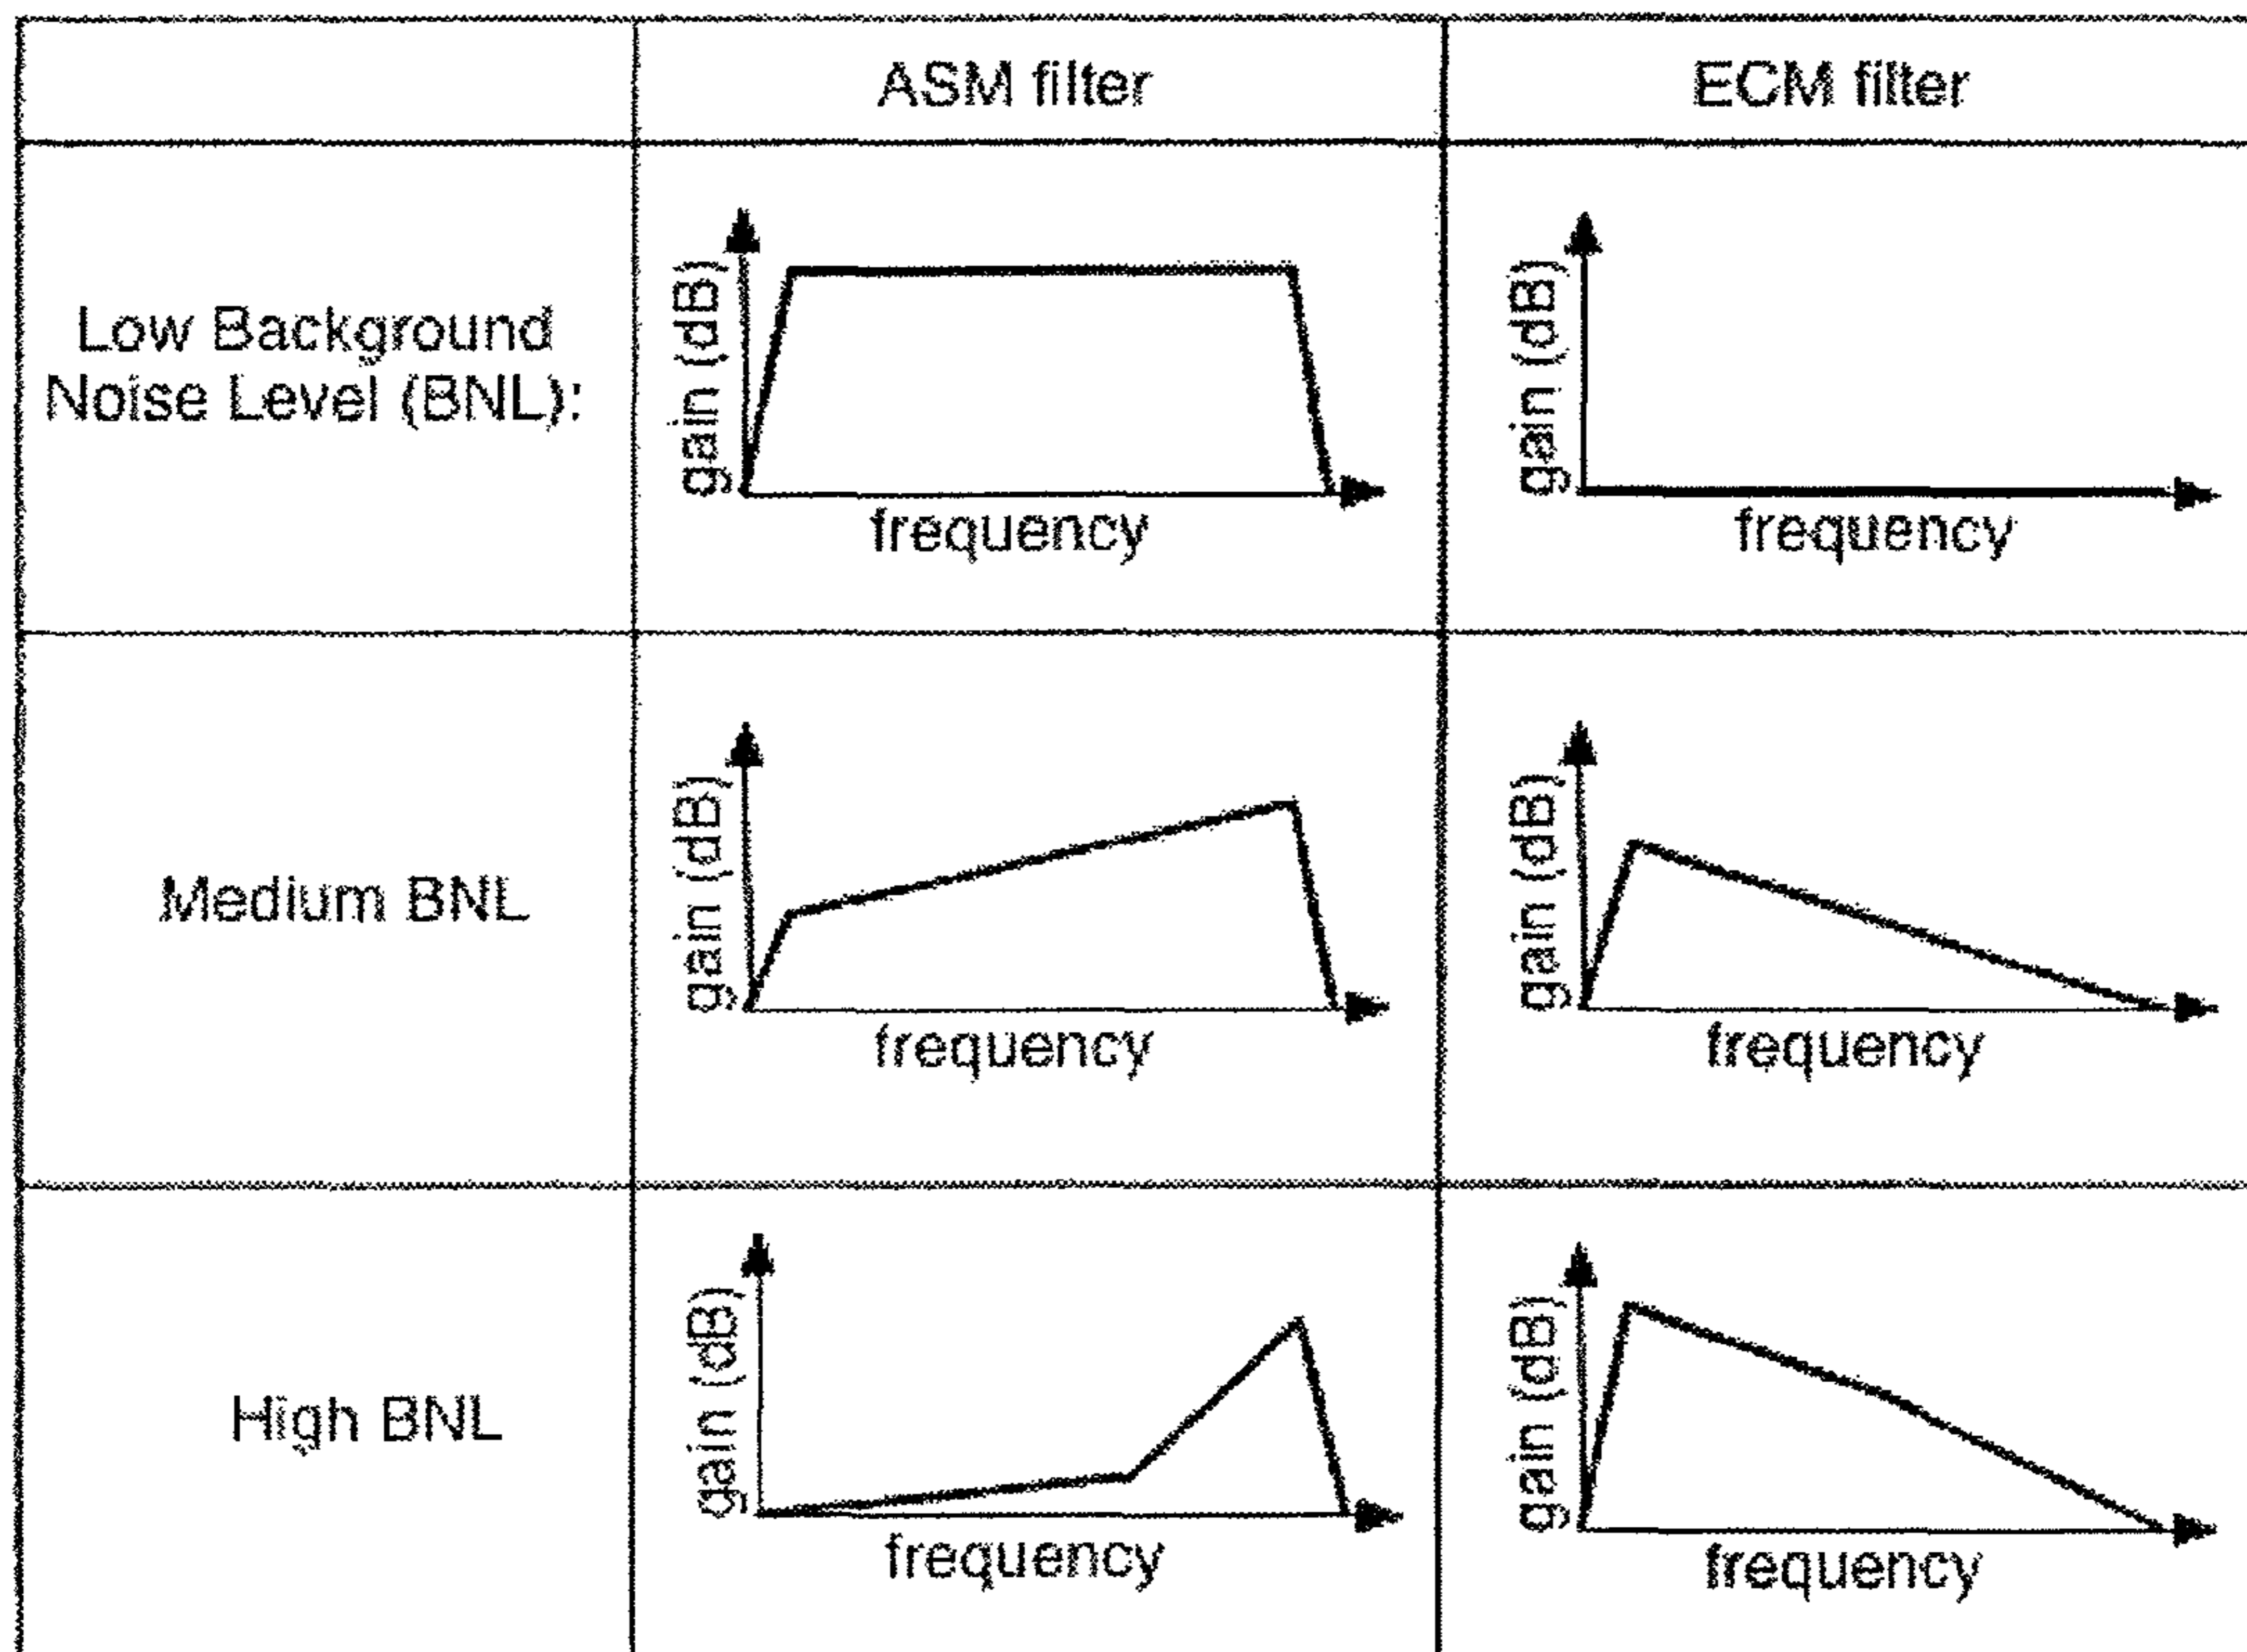 ASM filter
ECM filter
Low Background
Noise Level (BNL):
gain (dB)
frequency
gain (dB)
frequency
Medium BNL
gain (dB)
frequency
gain (dB)
frequency
High BNL
gain (dB)
frequency
gain (dB)
frequency